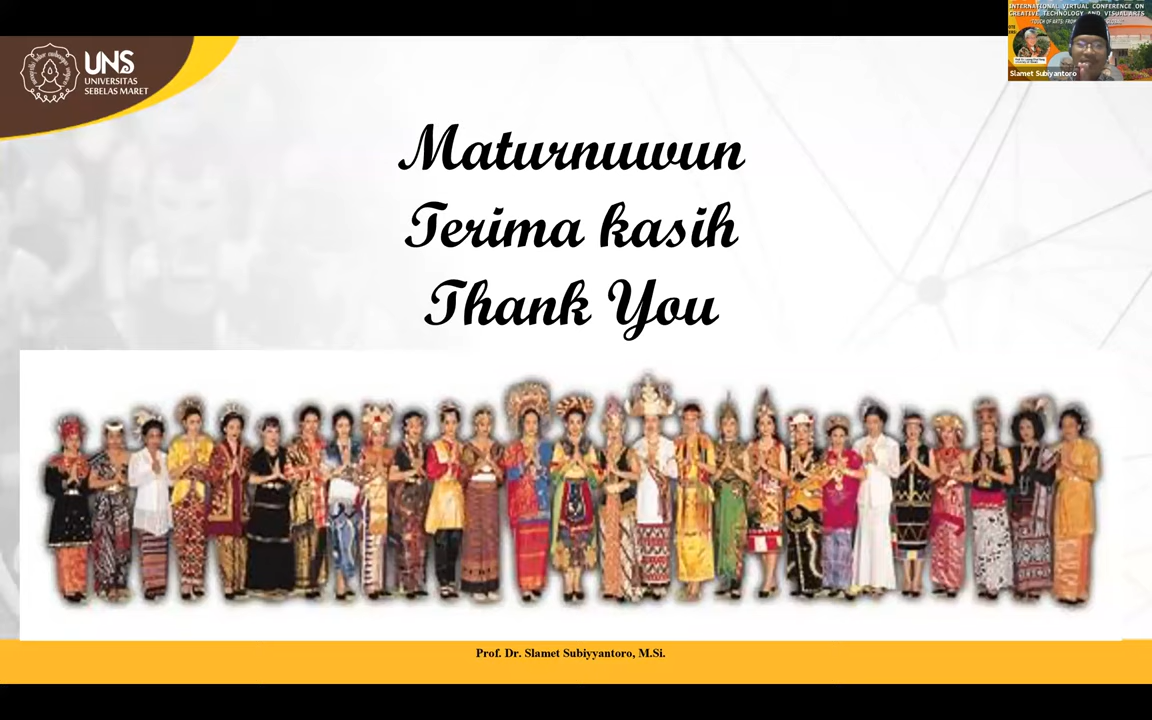 INTERNATIONAL VIRTUAL CONFERENCE ON
CREATIVE TECHNOLOGY AND VISUAL ARTS
Slamet Subiyantoro
UNS
UNIVERSITAS
SEBELAS MARET
Maturnuwun
Terima kasih
Thank You
Prof. Dr. Slamet Subiyyantoro, M.Si.